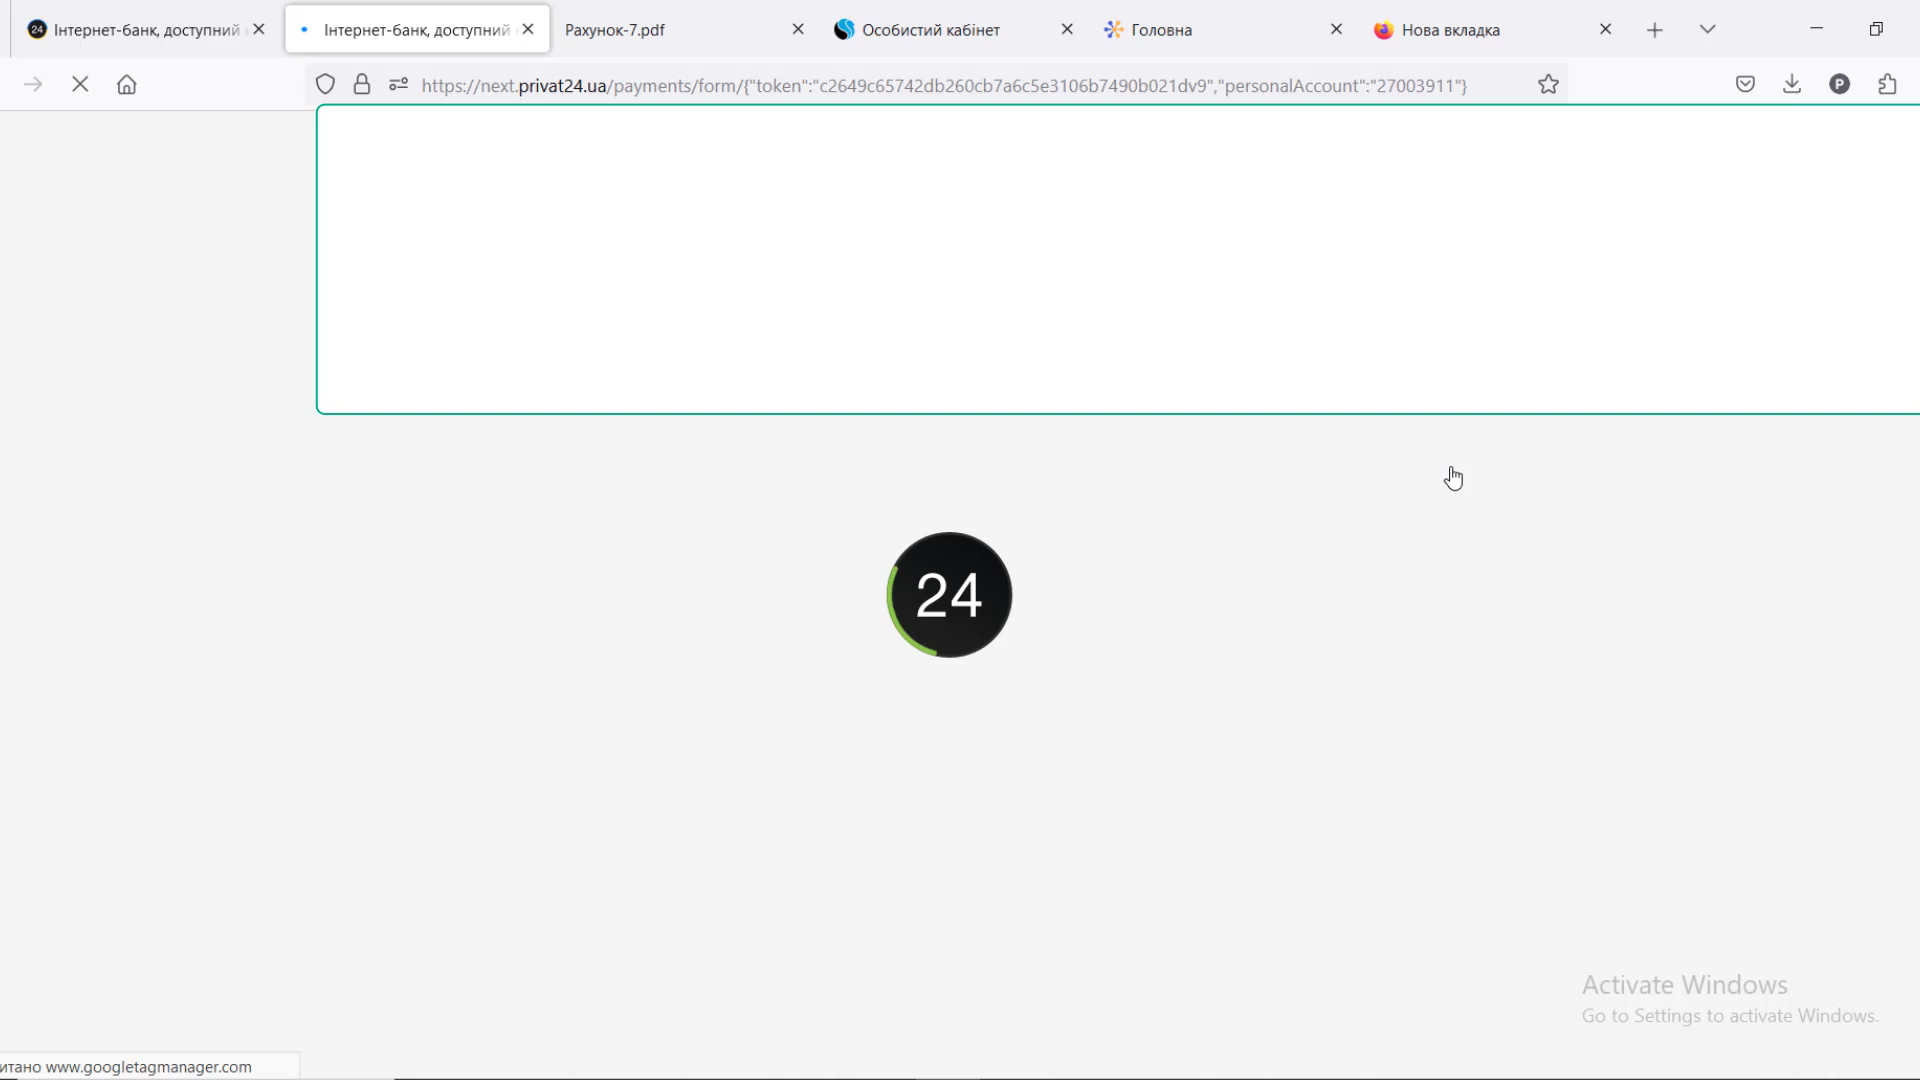 24 Інтернет-банк, доступний
Інтернет-банк, доступний
Рахунок-7.pdf
Особистий кабінет
Головна
Нова вкладка
https://next.privat24.ua/payments/form/{"token":"c2649c65742db260cb7a6c5e3106b7490b021dv9","personalAccount":"27003911"}
P
24
Activate Windows
Go to Settings to activate Windows.
итано www.googletagmanager.com